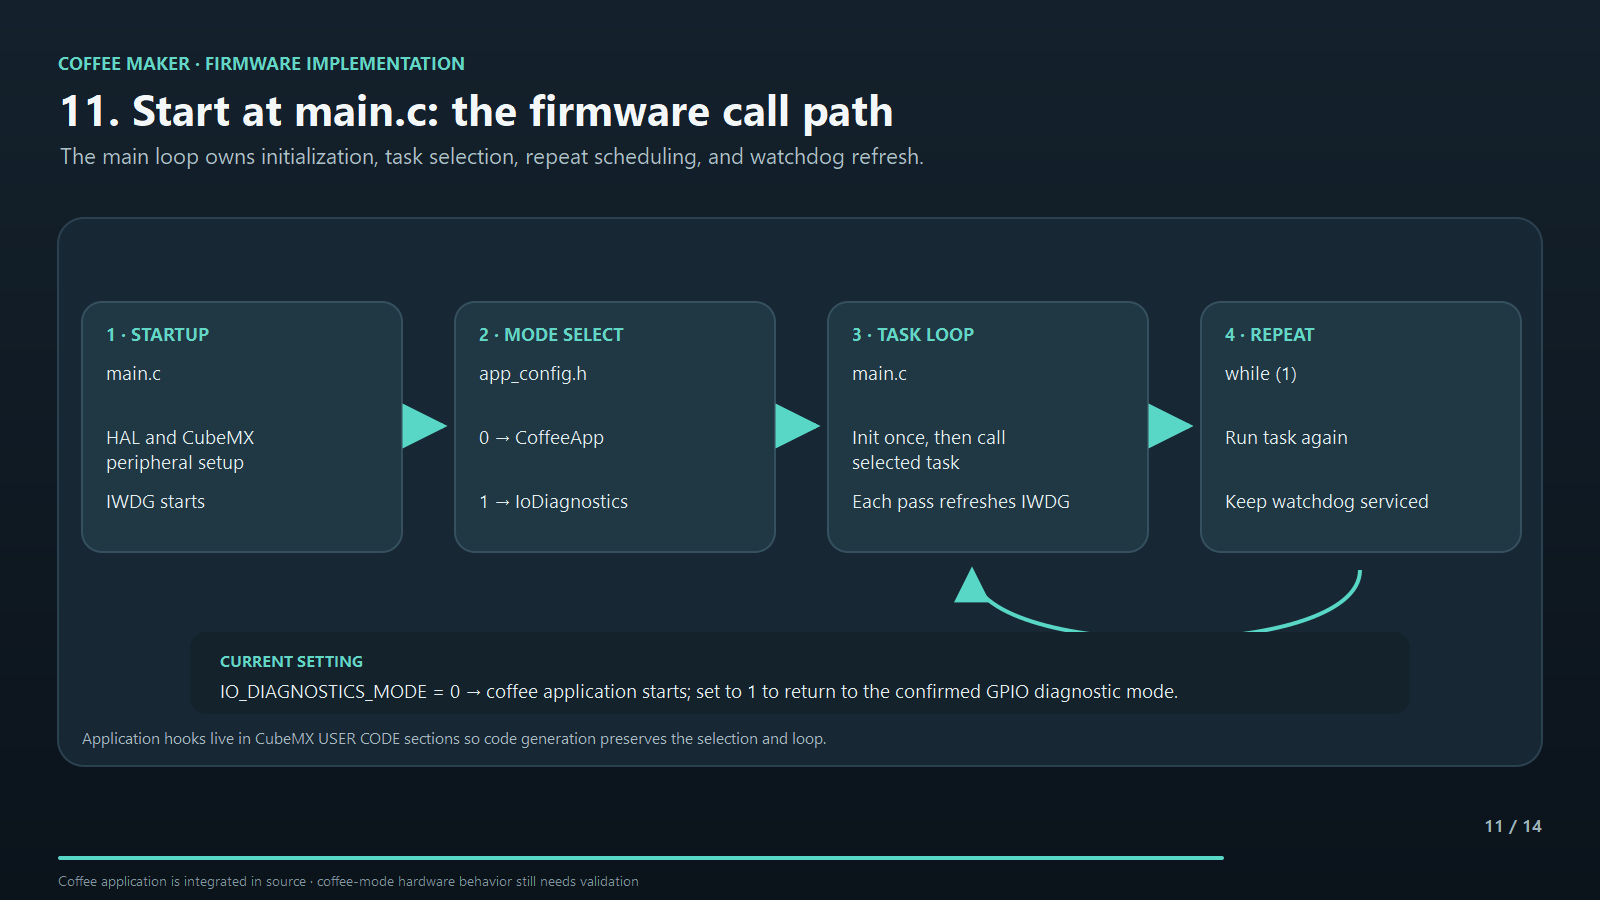 COFFEE MAKER · FIRMWARE IMPLEMENTATION
11. Start at main.c: the firmware call path
The main loop owns initialization, task selection, repeat scheduling, and watchdog refresh.
1 · STARTUP
main.c
HAL and CubeMX
peripheral setup
IWDG starts
2 · MODE SELECT
app_config.h
0 → CoffeeApp
1 → IoDiagnostics
3 · TASK LOOP
main.c
Init once, then call
selected task
Each pass refreshes IWDG
4 · REPEAT
while (1)
Run task again
Keep watchdog serviced
CURRENT SETTING
IO_DIAGNOSTICS_MODE = 0 → coffee application starts; set to 1 to return to the confirmed GPIO diagnostic mode.
Application hooks live in CubeMX USER CODE sections so code generation preserves the selection and loop.
11 / 14
Coffee application is integrated in source · coffee-mode hardware behavior still needs validation